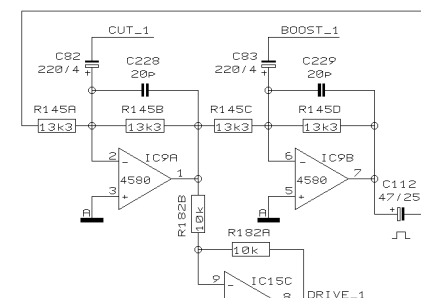 CUT_1 BOOST_1
C82 C228 C83 C229
220/4 + 20p 220/4 + 20p
R145A R145B R145C R145D
13k3 13k3 13k3 13k3
2 - IC9A 6 - IC9B
4580 1 4580 7
3 + 5 + C112
A A + 47/25
R182B 10k R182A
10k
9 - IC15C
8 DRIVE_1